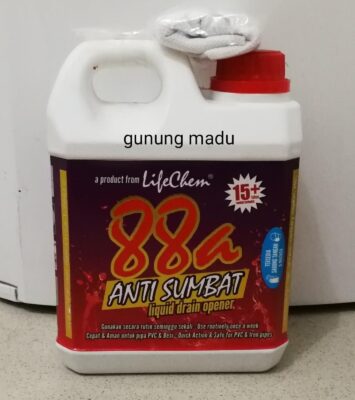 gunung madu
a product from LifeChem®
15+
88a
ANTI SUMBAT
liquid drain opener.
Gunakan secara rutin seminggu sekali. Use routinely once a week
Cepat & Aman untuk pipa PVC & Besi. Quick Action & Safe for PVC & Iron pipes